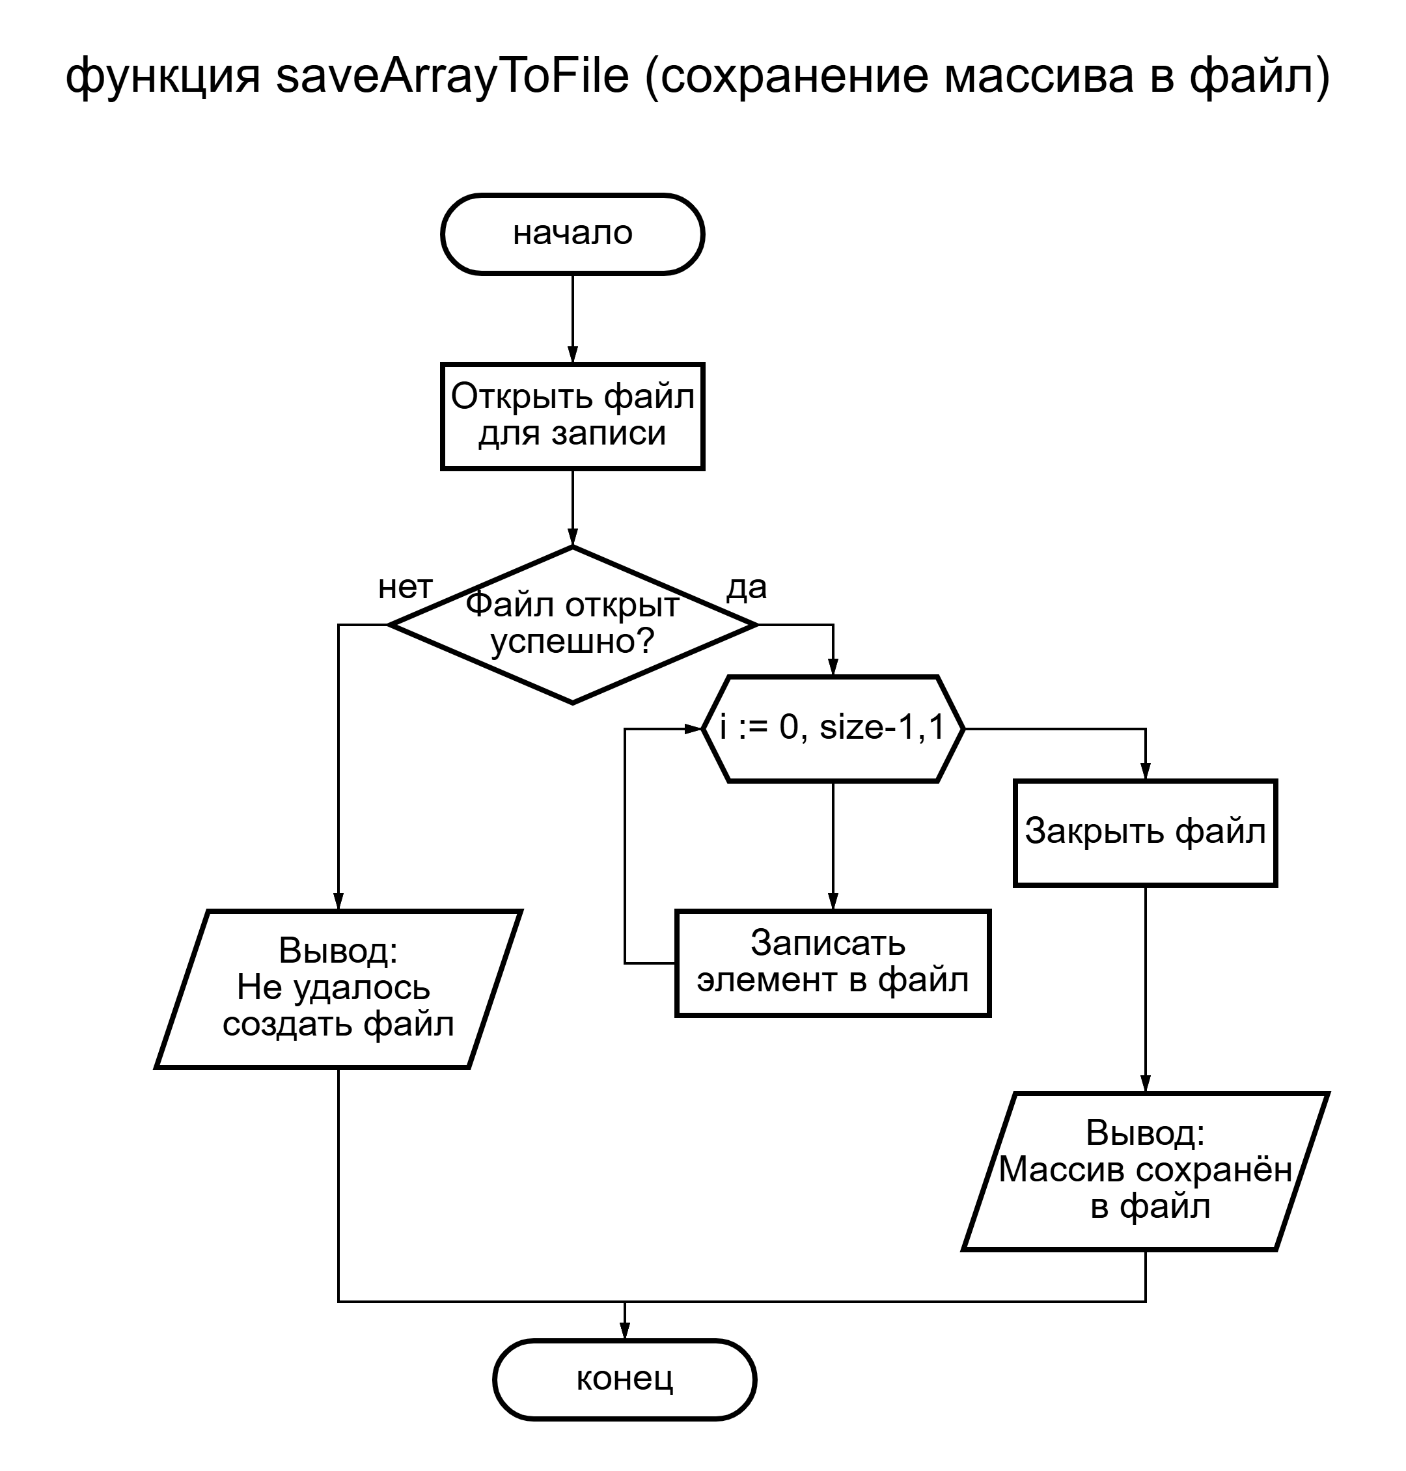 функция saveArrayToFile (сохранение массива в файл)
начало
Открыть файл
для записи
нет
да
Файл открыт
успешно?
i := 0, size-1,1
Закрыть файл
Записать
элемент в файл
Вывод:
Не удалось
создать файл
Вывод:
Массив сохранён
в файл
конец